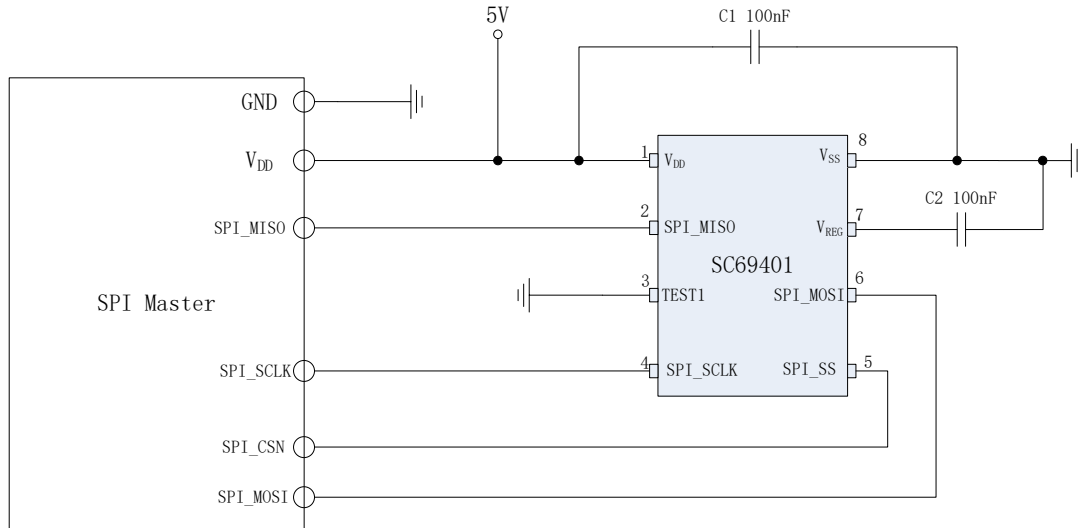 5V
C1 100nF
GND
VDD
1
VDD
VSS
8
C2 100nF
SPI_MISO
2
SPI_MISO
VREG
7
SC69401
SPI Master
3
TEST1
SPI_MOSI
6
SPI_SCLK
4
SPI_SCLK
SPI_SS
5
SPI_CSN
SPI_MOSI